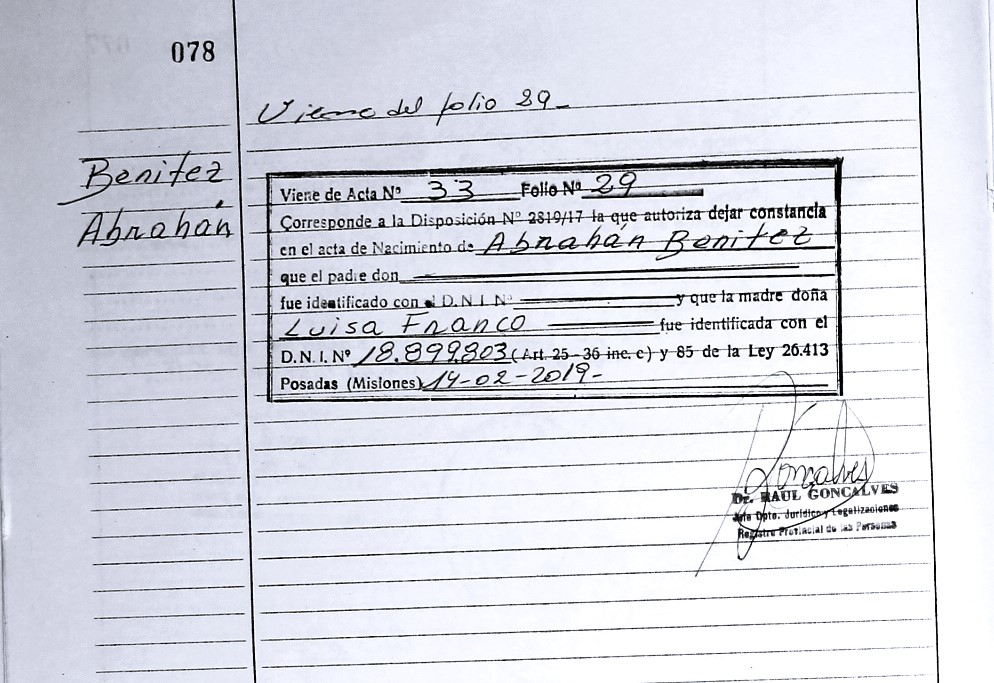 078
Viene del folio 29_
Benitez
Abrahán
Viene de Acta Nº 33 Folio Nº 29
Corresponde a la Disposición Nº 2819/17 la que autoriza dejar constancia
en el acta de Nacimiento de Abrahán Benitez
que el padre don
fue identificado con el D.N.I. Nº y que la madre doña
Luisa Franco fue identificada con el
D.N.I. Nº 18.899.803 (Art. 25-36 inc. c) y 85 de la Ley 26.413
Posadas (Misiones) 14-02-2019-
Goncalves
Dr. RAUL GONCALVES
Jefe Dpto. Jurídico y Legalizaciones
Registro Provincial de las Personas